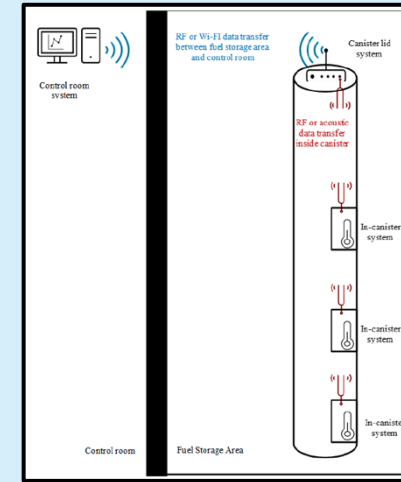 RF or Wi-FI data transfer
between fuel storage area
and control room
Canister lid
system
Control room
system
RF or acoustic
data transfer
inside canister
In-canister
system
In-canister
system
In-caniste
system
Control room
Fuel Storage Area